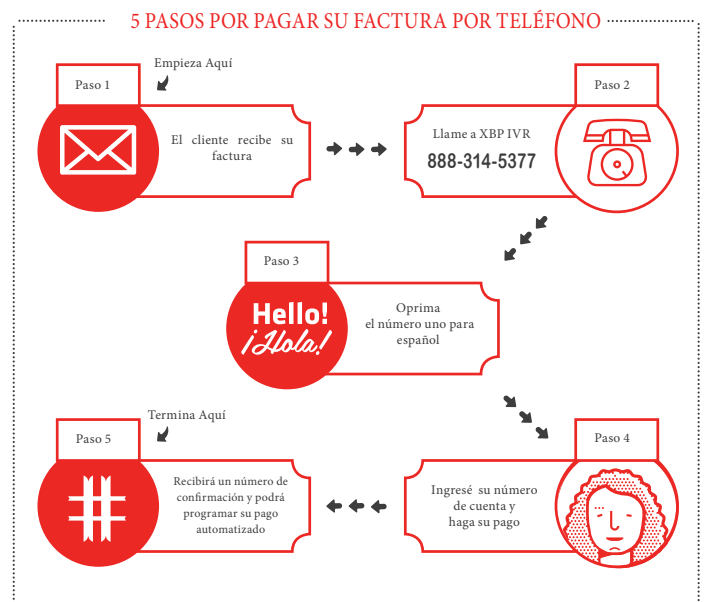 5 PASOS POR PAGAR SU FACTURA POR TELÉFONO
Empieza Aquí
Paso 1
El cliente recibe su
factura
Paso 2
Llame a XBP IVR
888-314-5377
Paso 3
Hello!
¡Hola!
Oprima
el número uno para
español
Paso 4
Ingresé su número
de cuenta y
haga su pago
Termina Aquí
Paso 5
#
Recibirá un número de
confirmación y podrá
programar su pago
automatizado